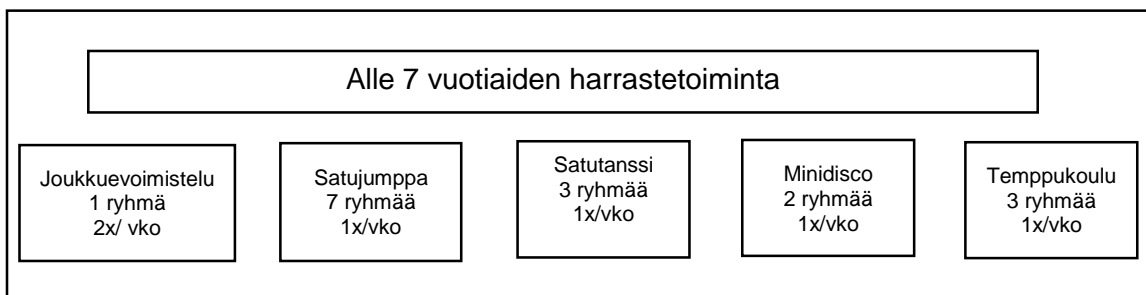 Alle 7 vuotiaiden harrastetoiminta
Joukkuevoimistelu
1 ryhmä
2x/ vko
Satujumppa
7 ryhmää
1x/vko
Satutanssi
3 ryhmää
1x/vko
Minidisco
2 ryhmää
1x/vko
Temppukoulu
3 ryhmää
1x/vko